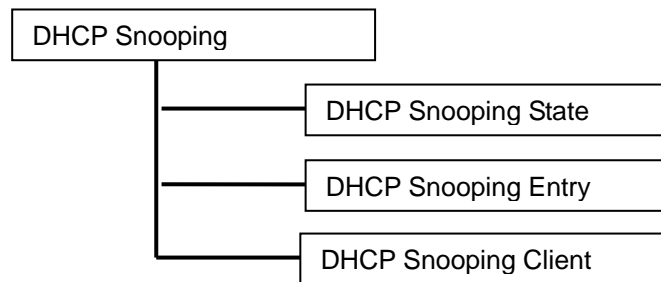 DHCP Snooping
DHCP Snooping State
DHCP Snooping Entry
DHCP Snooping Client